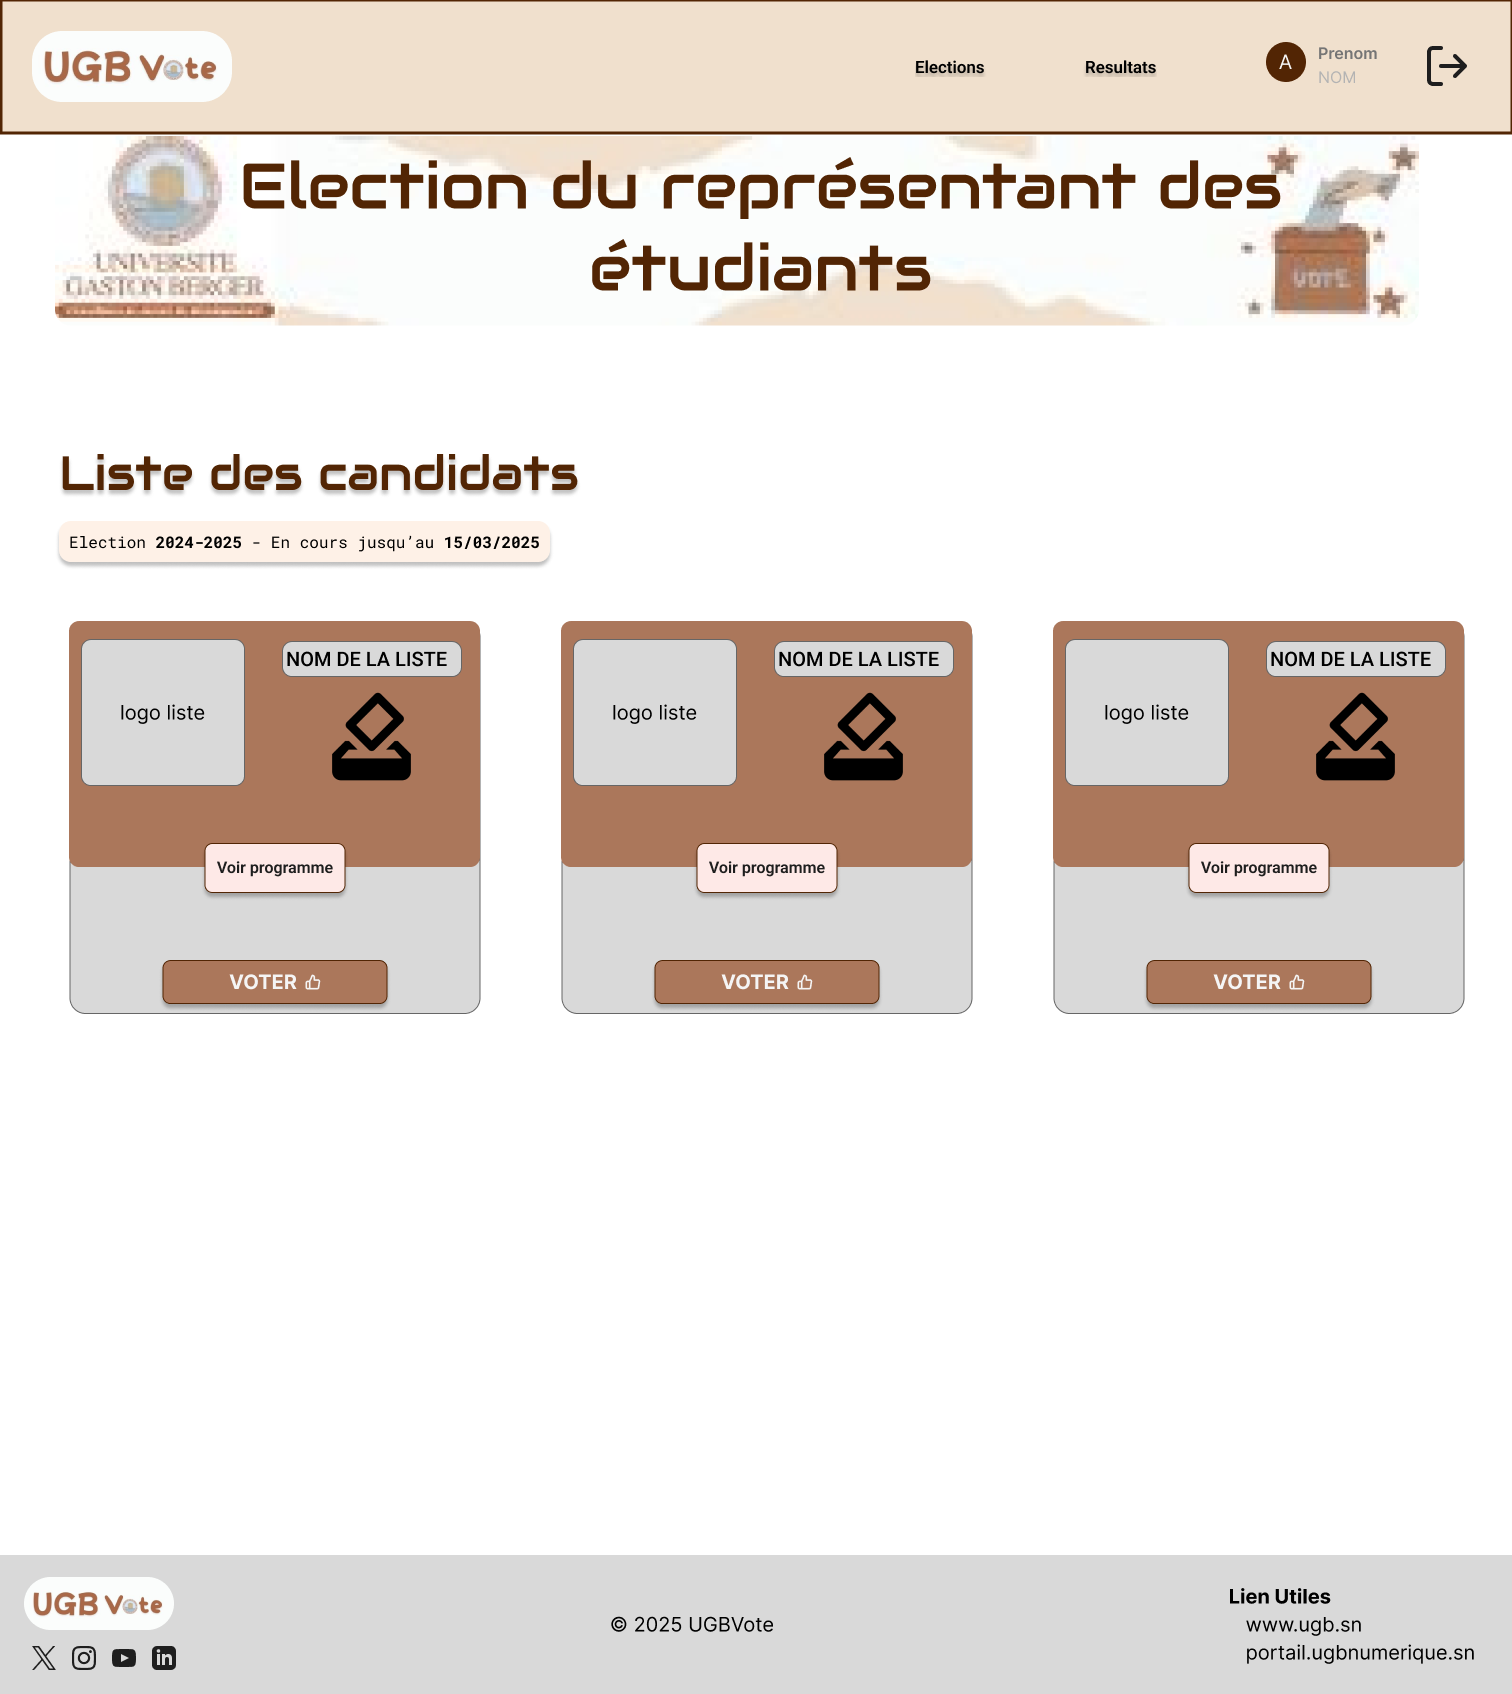 UGB Vote
Elections
Resultats
A
Prenom
NOM
UNIVERSITE
GASTON BERGER
Election du représentant des
étudiants
VOTE
Liste des candidats
Election 2024-2025 - En cours jusqu’au 15/03/2025
logo liste
NOM DE LA LISTE
Voir programme
VOTER
logo liste
NOM DE LA LISTE
Voir programme
VOTER
logo liste
NOM DE LA LISTE
Voir programme
VOTER
UGB Vote
© 2025 UGBVote
Lien Utiles
www.ugb.sn
portail.ugbnumerique.sn